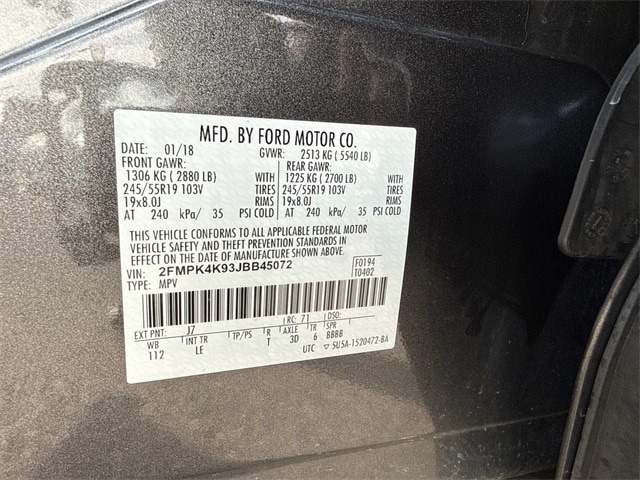 MFD. BY FORD MOTOR CO.
DATE: 01/18 GVWR: 2513 KG ( 5540 LB)
FRONT GAWR: REAR GAWR:
1306 KG ( 2880 LB) WITH 1225 KG ( 2700 LB) WITH
245/55R19 103V TIRES 245/55R19 103V TIRES
19x8.0J RIMS 19x8.0J RIMS
AT 240 kPa/ 35 PSI COLD AT 240 kPa/ 35 PSI COLD
THIS VEHICLE CONFORMS TO ALL APPLICABLE FEDERAL MOTOR
VEHICLE SAFETY AND THEFT PREVENTION STANDARDS IN
EFFECT ON THE DATE OF MANUFACTURE SHOWN ABOVE.
VIN: 2FMPK4K93JBB45072 F0194
TYPE: MPV T0402
EXT PNT: J7 RC: 71 DSO:
WB INT TR TP/PS R AXLE TR SPR
112 LE 1 3D 6 BBBB
UTC ▽ 5U5A-1520472-BA